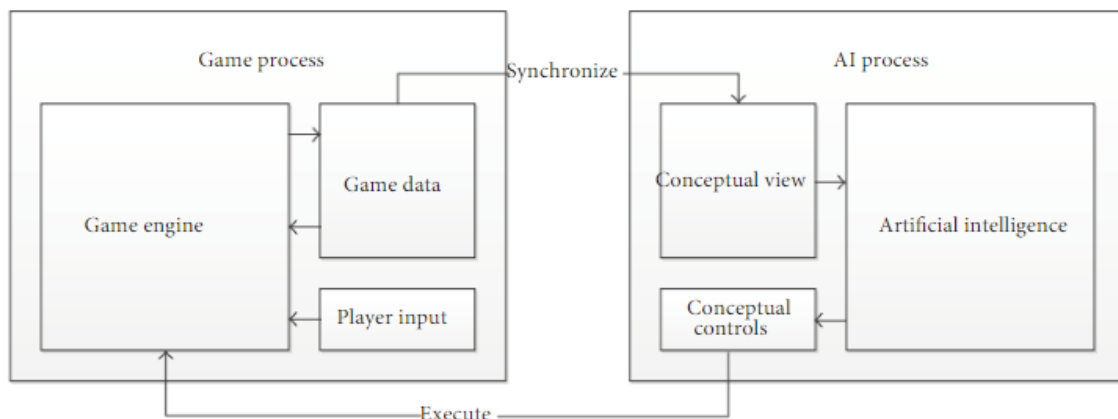 Game process
AI process
Synchronize
Game data
Conceptual view
Game engine
Artificial intelligence
Player input
Conceptual
controls
Execute